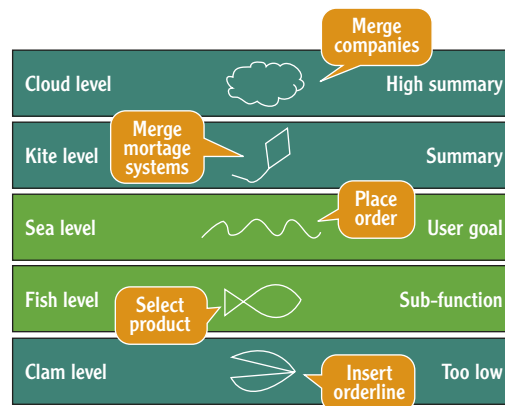 Merge
companies
Cloud level
High summary
Merge
mortage
systems
Kite level
Summary
Place
order
Sea level
User goal
Fish level
Sub-function
Select
product
Clam level
Insert
orderline
Too low